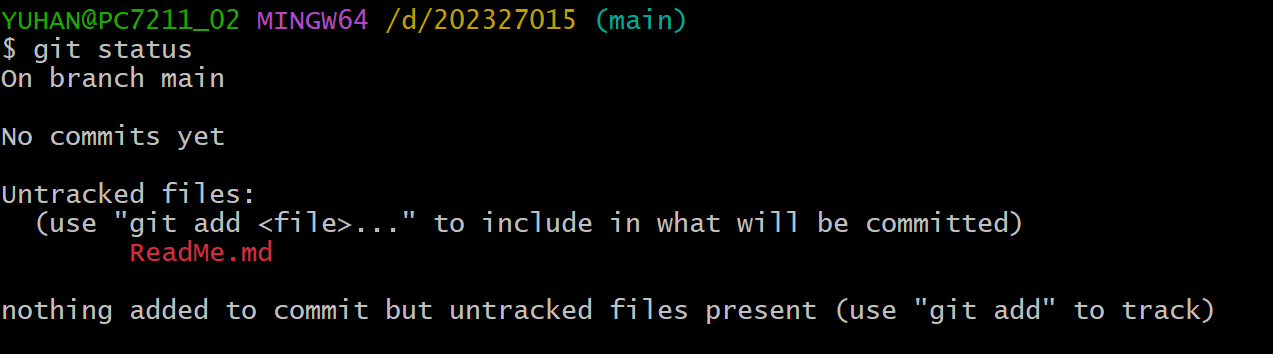 YUHAN@PC7211_02 MINGW64 /d/202327015 (main)
$ git status
On branch main
No commits yet
Untracked files:
(use "git add <file>..." to include in what will be committed)
ReadMe.md
nothing added to commit but untracked files present (use "git add" to track)